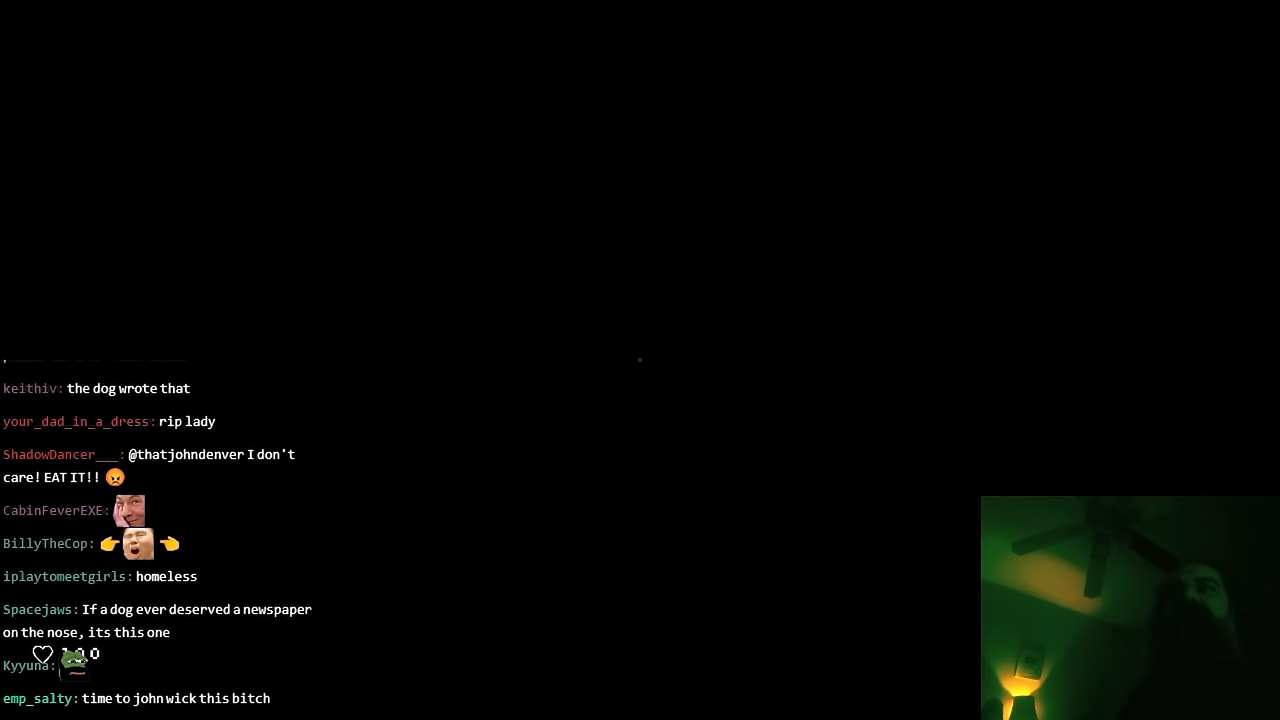 keithiv: the dog wrote that
your_dad_in_a_dress: rip lady
ShadowDancer___: @thatjohndenver I don't
care! EAT IT!! 😡
CabinFeverEXE:
BillyTheCop: 👉 👈
iplaytomeetgirls: homeless
Spacejaws: If a dog ever deserved a newspaper
on the nose, its this one
Kyyuna:
emp_salty: time to john wick this bitch